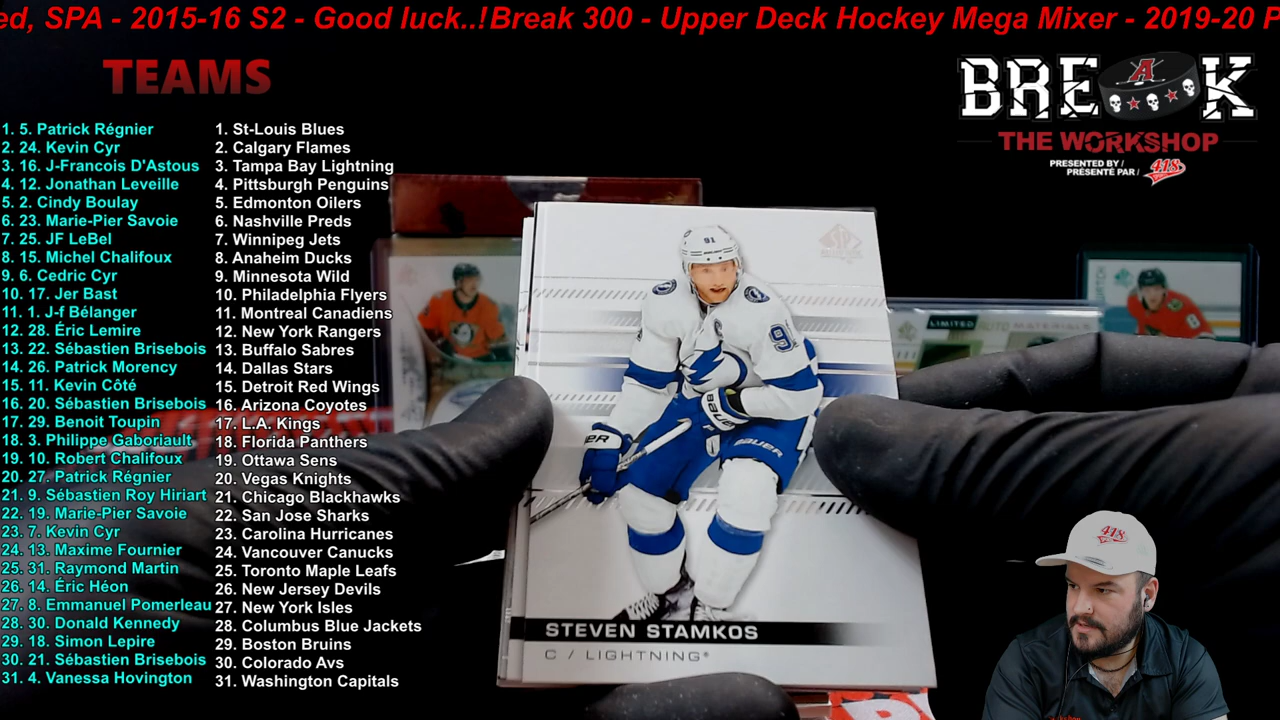 ed, SPA - 2015-16 S2 - Good luck..!Break 300 - Upper Deck Hockey Mega Mixer - 2019-20 P
TEAMS
1. 5. Patrick Régnier
2. 24. Kevin Cyr
3. 16. J-Francois D'Astous
4. 12. Jonathan Leveille
5. 2. Cindy Boulay
6. 23. Marie-Pier Savoie
7. 25. JF LeBel
8. 15. Michel Chalifoux
9. 6. Cedric Cyr
10. 17. Jer Bast
11. 1. J-f Bélanger
12. 28. Éric Lemire
13. 22. Sébastien Brisebois
14. 26. Patrick Morency
15. 11. Kevin Côté
16. 20. Sébastien Brisebois
17. 29. Benoit Toupin
18. 3. Philippe Gaboriault
19. 10. Robert Chalifoux
20. 27. Patrick Régnier
21. 9. Sébastien Roy Hiriart
22. 19. Marie-Pier Savoie
23. 7. Kevin Cyr
24. 13. Maxime Fournier
25. 31. Raymond Martin
26. 14. Éric Héon
27. 8. Emmanuel Pomerleau
28. 30. Donald Kennedy
29. 18. Simon Lepire
30. 21. Sébastien Brisebois
31. 4. Vanessa Hovington
1. St-Louis Blues
2. Calgary Flames
3. Tampa Bay Lightning
4. Pittsburgh Penguins
5. Edmonton Oilers
6. Nashville Preds
7. Winnipeg Jets
8. Anaheim Ducks
9. Minnesota Wild
10. Philadelphia Flyers
11. Montreal Canadiens
12. New York Rangers
13. Buffalo Sabres
14. Dallas Stars
15. Detroit Red Wings
16. Arizona Coyotes
17. L.A. Kings
18. Florida Panthers
19. Ottawa Sens
20. Vegas Knights
21. Chicago Blackhawks
22. San Jose Sharks
23. Carolina Hurricanes
24. Vancouver Canucks
25. Toronto Maple Leafs
26. New Jersey Devils
27. New York Isles
28. Columbus Blue Jackets
29. Boston Bruins
30. Colorado Avs
31. Washington Capitals
BREAK
THE WORKSHOP
PRESENTED BY /
PRÉSENTÉ PAR /
418
91
SP
BAUER
STEVEN STAMKOS
C / LIGHTNING
LIMITED
AUTO MATERIALS
8
418